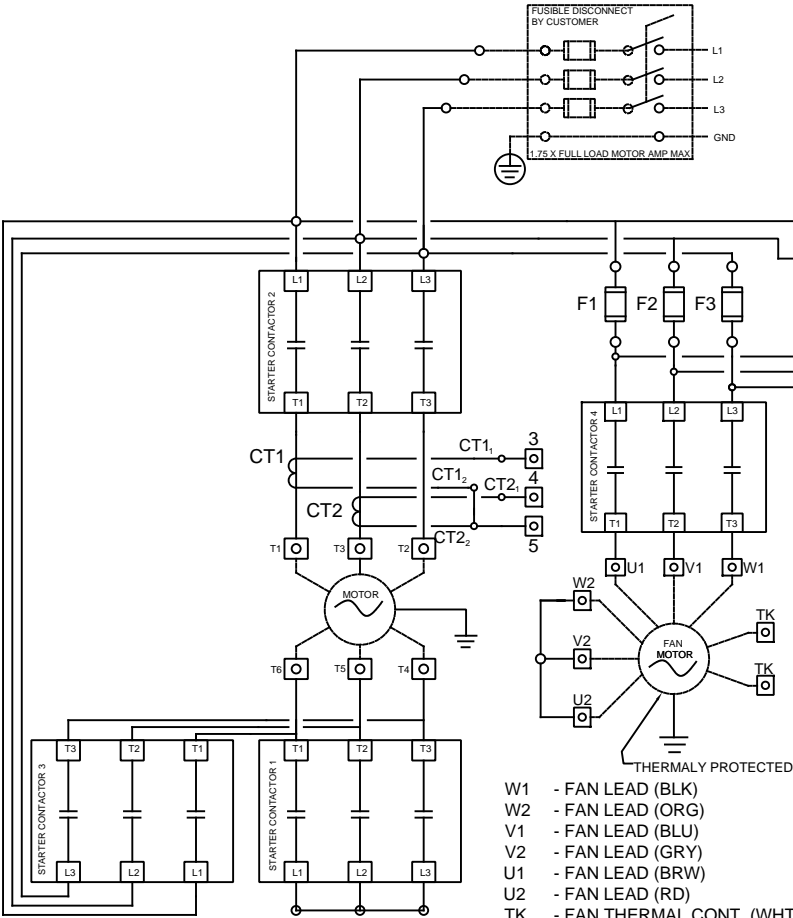 FUSIBLE DISCONNECT
BY CUSTOMER
L1
L2
L3
GND
1.75 X FULL LOAD MOTOR AMP MAX
L1 L2 L3
STARTER CONTACTOR 2
T1 T2 T3
F1 F2 F3
L1 L2 L3
STARTER CONTACTOR 4
T1 T2 T3
CT1 CT1₁ 3
CT1₂ CT2₁ 4
CT2 CT2₂ 5
T1 T3 T2
MOTOR
T6 T5 T4
U1 V1 W1
W2
V2
U2
FAN
MOTOR
TK
TK
THERMALY PROTECTED
T3 T2 T1
STARTER CONTACTOR 3
L3 L2 L1
T1 T2 T3
STARTER CONTACTOR 1
L1 L2 L3
W1 - FAN LEAD (BLK)
W2 - FAN LEAD (ORG)
V1 - FAN LEAD (BLU)
V2 - FAN LEAD (GRY)
U1 - FAN LEAD (BRW)
U2 - FAN LEAD (RD)
TK - FAN THERMAL CONT. (WHT